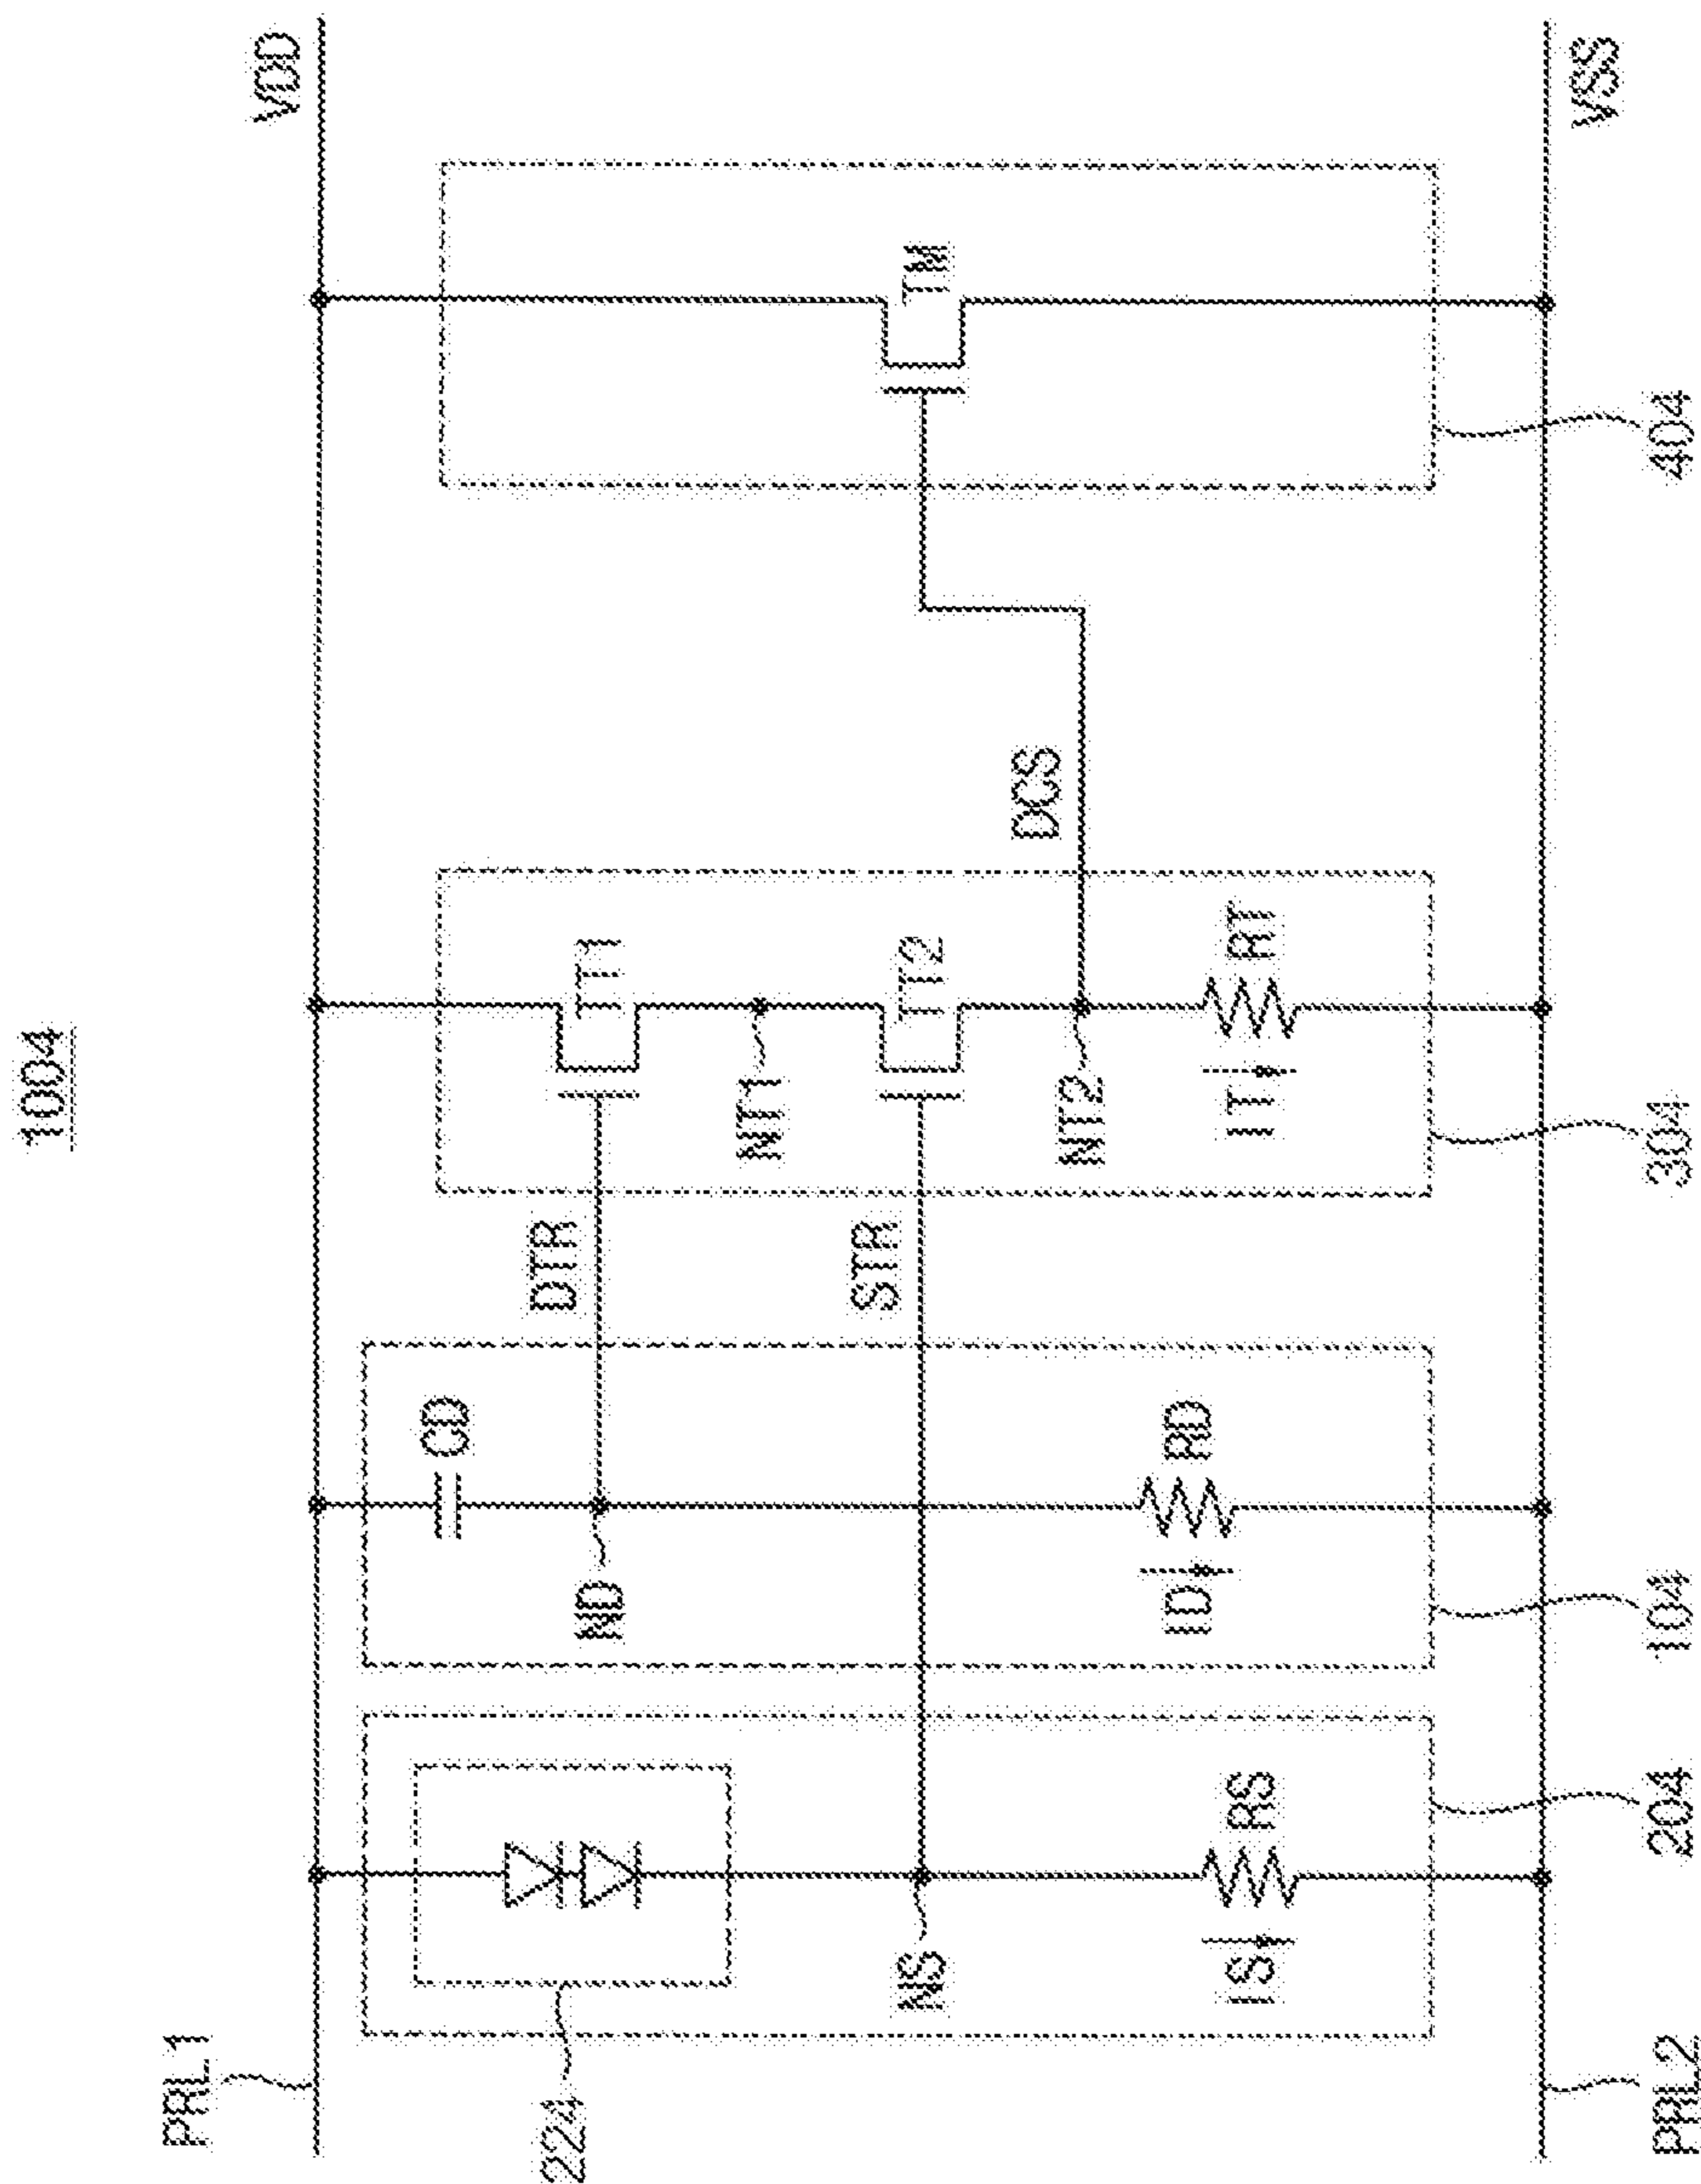 1004
PRL1
VDD
224
CD
TT1
ND
DTR
TM
NT1
NS
STR
TT2
DCS
NT2
IS
RS
ID
RD
IT
RT
PRL2
204
104
304
404
VSS